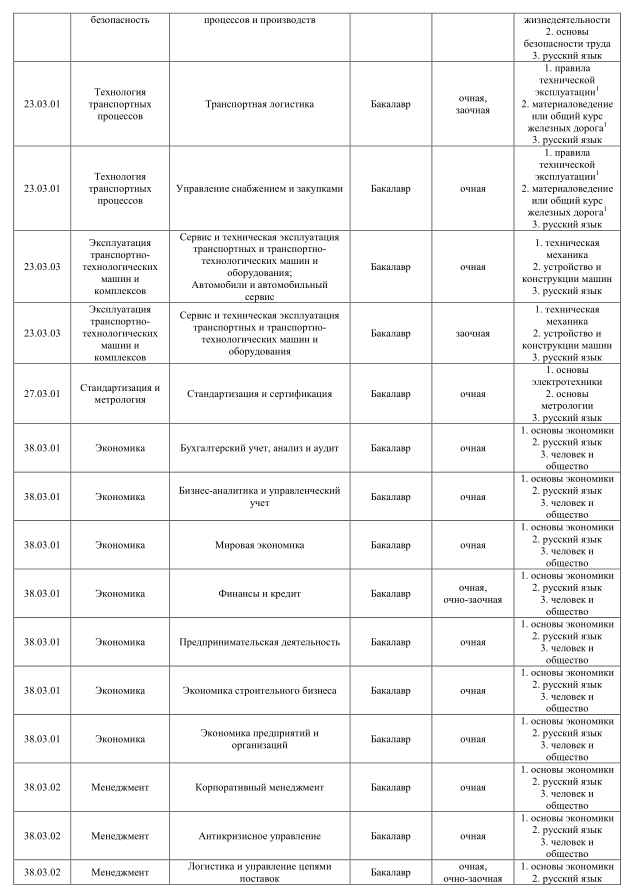 безопасность
процессов и производств
жизнедеятельности
2. основы
безопасности труда
3. русский язык
23.03.01
Технология
транспортных
процессов
Транспортная логистика
Бакалавр
очная,
заочная
1. правила
технической
эксплуатации1
2. материаловедение
или общий курс
железных дорога1
3. русский язык
23.03.01
Технология
транспортных
процессов
Управление снабжением и закупками
Бакалавр
очная
1. правила
технической
эксплуатации1
2. материаловедение
или общий курс
железных дорога1
3. русский язык
23.03.03
Эксплуатация
транспортно-
технологических
машин и
комплексов
Сервис и техническая эксплуатация
транспортных и транспортно-
технологических машин и
оборудования;
Автомобили и автомобильный
сервис
Бакалавр
очная
1. техническая
механика
2. устройство и
конструкции машин
3. русский язык
23.03.03
Эксплуатация
транспортно-
технологических
машин и
комплексов
Сервис и техническая эксплуатация
транспортных и транспортно-
технологических машин и
оборудования
Бакалавр
заочная
1. техническая
механика
2. устройство и
конструкции машин
3. русский язык
27.03.01
Стандартизация и
метрология
Стандартизация и сертификация
Бакалавр
очная
1. основы
электротехники
2. основы
метрологии
3. русский язык
38.03.01
Экономика
Бухгалтерский учет, анализ и аудит
Бакалавр
очная
1. основы экономики
2. русский язык
3. человек и
общество
38.03.01
Экономика
Бизнес-аналитика и управленческий
учет
Бакалавр
очная
1. основы экономики
2. русский язык
3. человек и
общество
38.03.01
Экономика
Мировая экономика
Бакалавр
очная
1. основы экономики
2. русский язык
3. человек и
общество
38.03.01
Экономика
Финансы и кредит
Бакалавр
очная,
очно-заочная
1. основы экономики
2. русский язык
3. человек и
общество
38.03.01
Экономика
Предпринимательская деятельность
Бакалавр
очная
1. основы экономики
2. русский язык
3. человек и
общество
38.03.01
Экономика
Экономика строительного бизнеса
Бакалавр
очная
1. основы экономики
2. русский язык
3. человек и
общество
38.03.01
Экономика
Экономика предприятий и
организаций
Бакалавр
очная
1. основы экономики
2. русский язык
3. человек и
общество
38.03.02
Менеджмент
Корпоративный менеджмент
Бакалавр
очная
1. основы экономики
2. русский язык
3. человек и
общество
38.03.02
Менеджмент
Антикризисное управление
Бакалавр
очная
1. основы экономики
2. русский язык
3. человек и
общество
38.03.02
Менеджмент
Логистика и управление цепями
поставок
Бакалавр
очная,
очно-заочная
1. основы экономики
2. русский язык